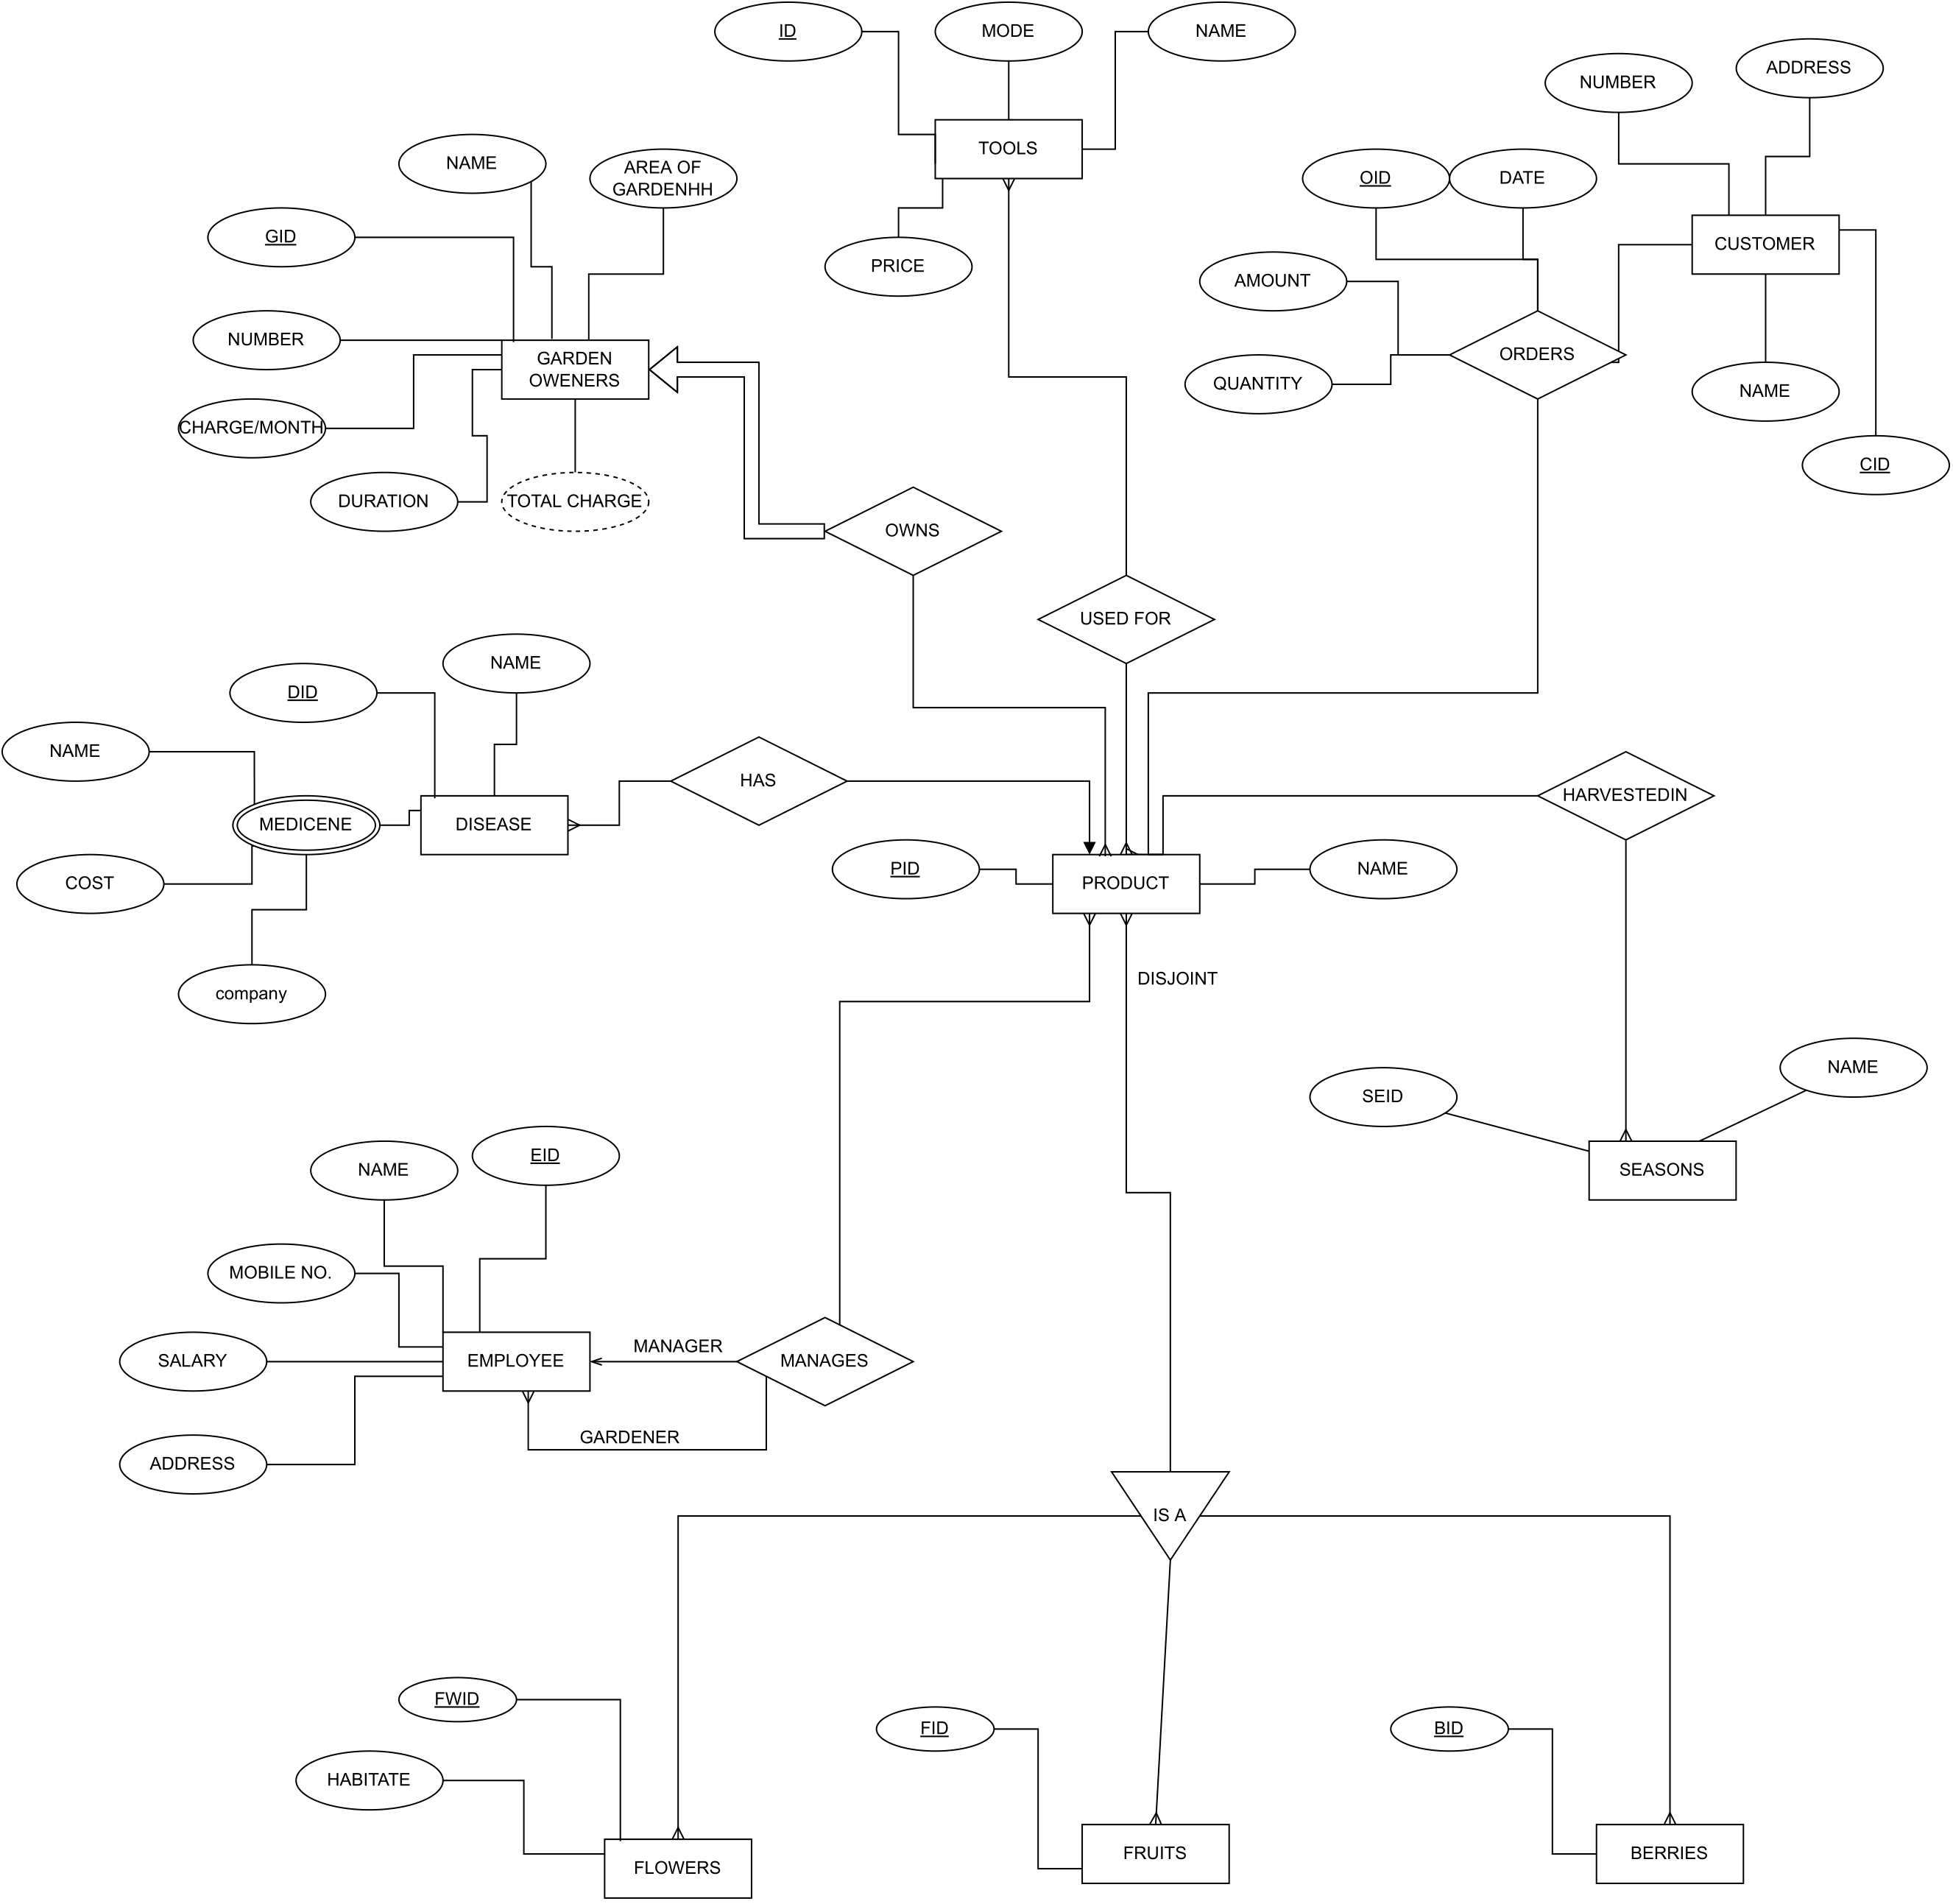 ID
MODE
NAME
NUMBER
ADDRESS
TOOLS
NAME
AREA OF
GARDENHH
OID
DATE
GID
CUSTOMER
PRICE
AMOUNT
NUMBER
GARDEN
OWENERS
ORDERS
QUANTITY
NAME
CHARGE/MONTH
CID
DURATION
TOTAL CHARGE
OWNS
USED FOR
NAME
DID
NAME
HAS
HARVESTEDIN
MEDICENE
DISEASE
PID
NAME
COST
PRODUCT
DISJOINT
company
NAME
SEID
EID
NAME
SEASONS
MOBILE NO.
MANAGER
SALARY
EMPLOYEE
MANAGES
GARDENER
ADDRESS
IS A
FWID
FID
BID
HABITATE
FRUITS
BERRIES
FLOWERS